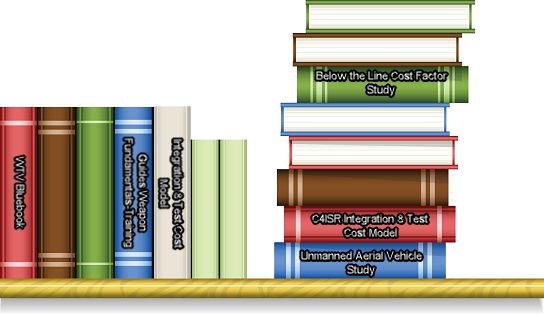 WTV Bluebook
Guides Weapon
Fundamentals -Training
Integration & Test Cost
Model
Below the Line Cost Factor
Study
C4ISR Integration & Test
Cost Model
Unmanned Aerial Vehicle
Study